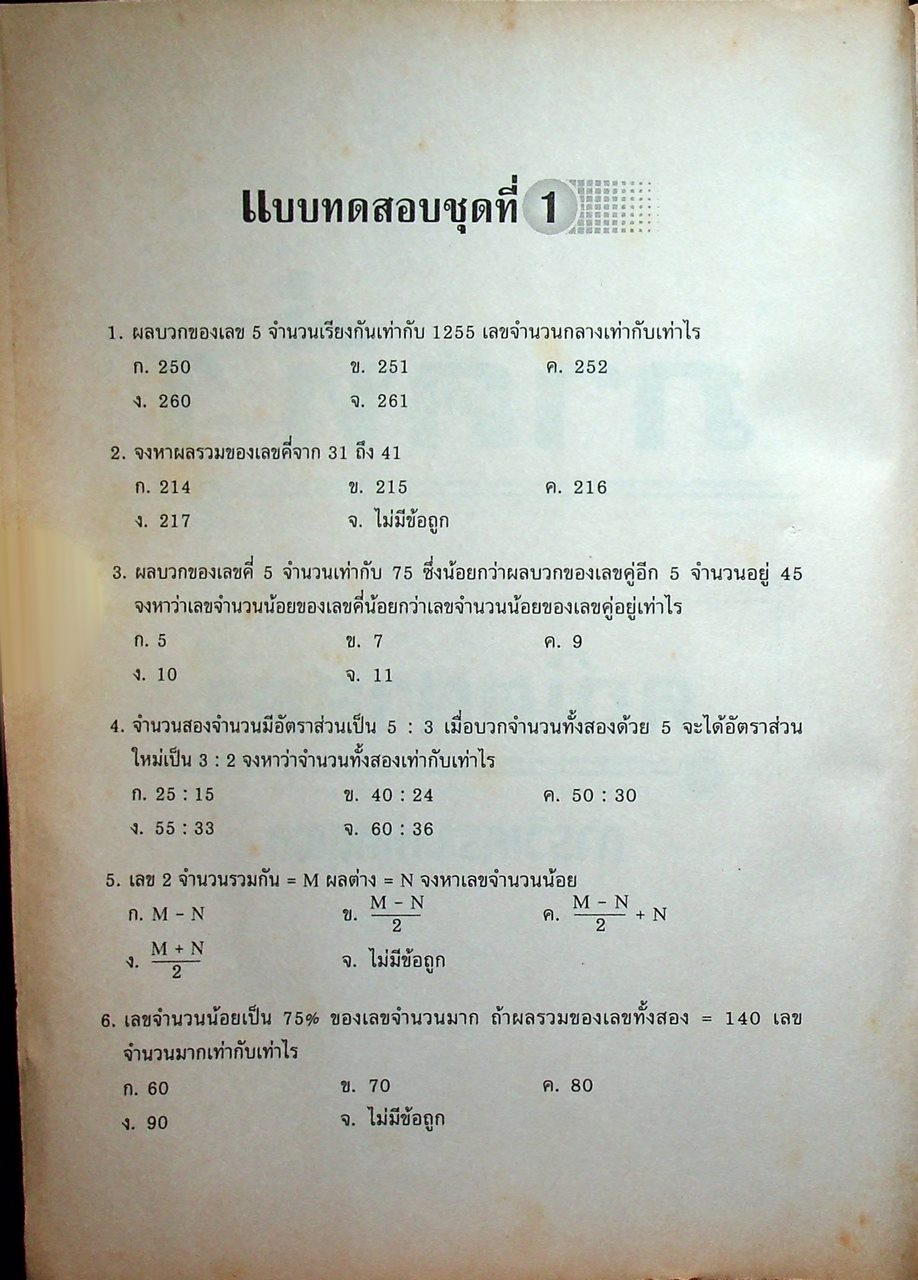 แบบทดสอบชุดที่ 1
1. ผลบวกของเลข 5 จำนวนเรียงกันเท่ากับ 1255 เลขจำนวนกลางเท่ากับเท่าไร
ก. 250 ข. 251 ค. 252
ง. 260 จ. 261
2. จงหาผลรวมของเลขคี่จาก 31 ถึง 41
ก. 214 ข. 215 ค. 216
ง. 217 จ. ไม่มีข้อถูก
3. ผลบวกของเลขคี่ 5 จำนวนเท่ากับ 75 ซึ่งน้อยกว่าผลบวกของเลขคู่อีก 5 จำนวนอยู่ 45
จงหาว่าเลขจำนวนน้อยของเลขคี่น้อยกว่าเลขจำนวนน้อยของเลขคู่อยู่เท่าไร
ก. 5 ข. 7 ค. 9
ง. 10 จ. 11
4. จำนวนสองจำนวนมีอัตราส่วนเป็น 5 : 3 เมื่อบวกจำนวนทั้งสองด้วย 5 จะได้อัตราส่วน
ใหม่เป็น 3 : 2 จงหาว่าจำนวนทั้งสองเท่ากับเท่าไร
ก. 25 : 15 ข. 40 : 24 ค. 50 : 30
ง. 55 : 33 จ. 60 : 36
5. เลข 2 จำนวนรวมกัน = M ผลต่าง = N จงหาเลขจำนวนน้อย
ก. M - N ข. (M - N)/2 ค. (M - N)/2 + N
ง. (M + N)/2 จ. ไม่มีข้อถูก
6. เลขจำนวนน้อยเป็น 75% ของเลขจำนวนมาก ถ้าผลรวมของเลขทั้งสอง = 140 เลข
จำนวนมากเท่ากับเท่าไร
ก. 60 ข. 70 ค. 80
ง. 90 จ. ไม่มีข้อถูก